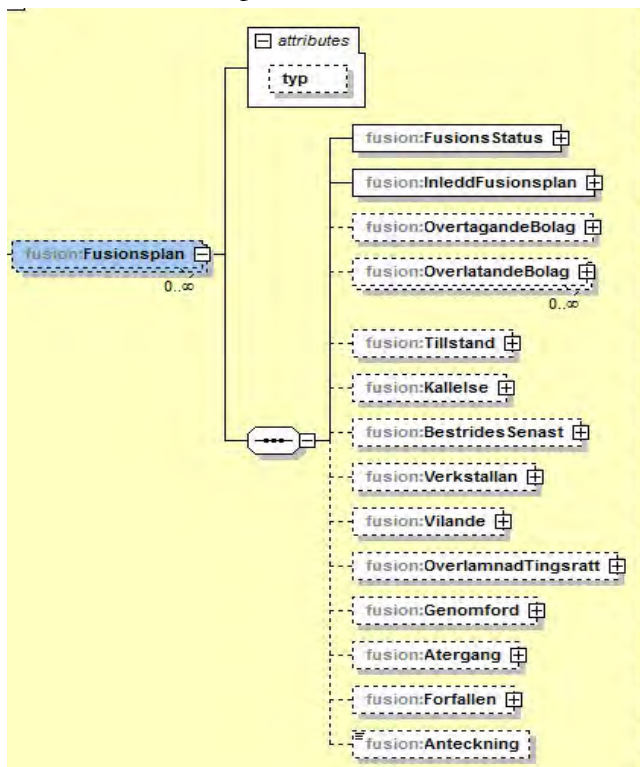 attributes
typ
fusion:FusionsStatus
fusion:InleddFusionsplan
fusion:OvertagandeBolag
fusion:Fusionsplan
0..∞
fusion:OverlatandeBolag
0..∞
fusion:Tillstand
fusion:Kallelse
fusion:BestridesSenast
fusion:Verkstallan
fusion:Vilande
fusion:OverlamnadTingsratt
fusion:Genomford
fusion:Atergang
fusion:Forfallen
fusion:Anteckning